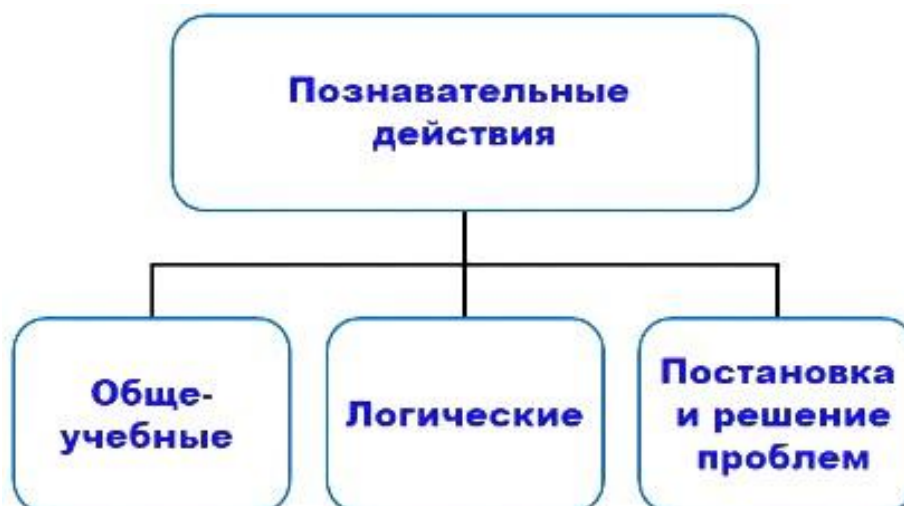 Познавательные
действия
Обще-
учебные
Логические
Постановка
и решение
проблем